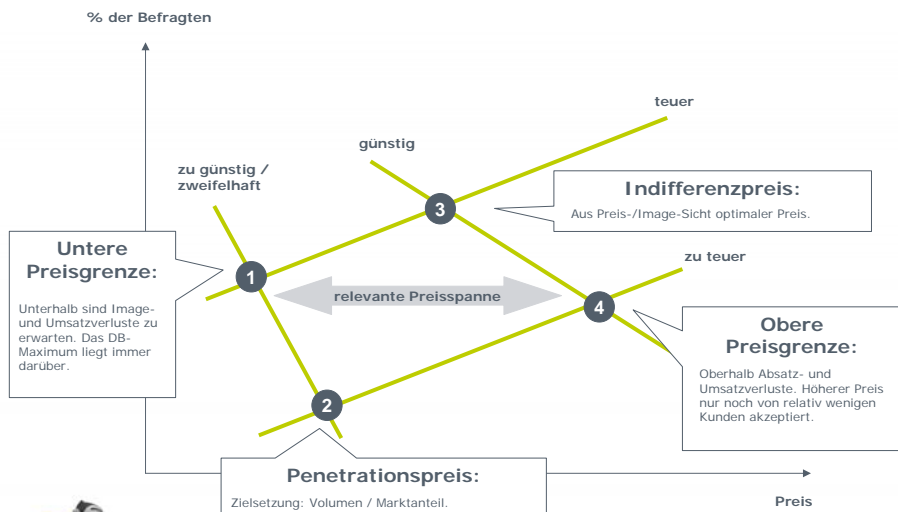 % der Befragten
teuer
günstig
zu günstig /
zweifelhaft
Indifferenzpreis:
Aus Preis-/Image-Sicht optimaler Preis.
3
Untere
Preisgrenze:
Unterhalb sind Image-
und Umsatzverluste zu
erwarten. Das DB-
Maximum liegt immer
darüber.
1
zu teuer
relevante Preisspanne
4
Obere
Preisgrenze:
Oberhalb Absatz- und
Umsatzverluste. Höherer Preis
nur noch von relativ wenigen
Kunden akzeptiert.
2
Penetrationspreis:
Zielsetzung: Volumen / Marktanteil.
Preis